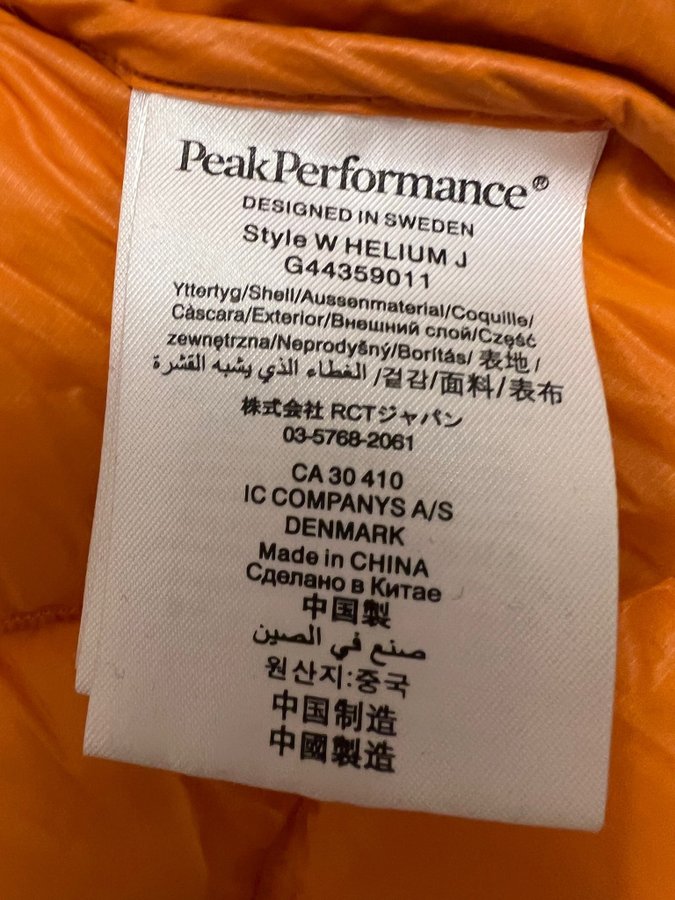 PeakPerformance®
DESIGNED IN SWEDEN
Style W HELIUM J
G44359011
Yttertyg/Shell/Aussenmaterial/Coquille/
Càscara/Exterior/Внешний слой/Część
zewnętrzna/Neprodyšný/Borítás/ 表地 /
الغطاء الذي يشبه القشرة /겉감/面料/表布
株式会社 RCTジャパン
03-5768-2061
CA 30 410
IC COMPANYS A/S
DENMARK
Made in CHINA
Сделано в Китае
中国製
صنع في الصين
원산지:중국
中国制造
中國製造